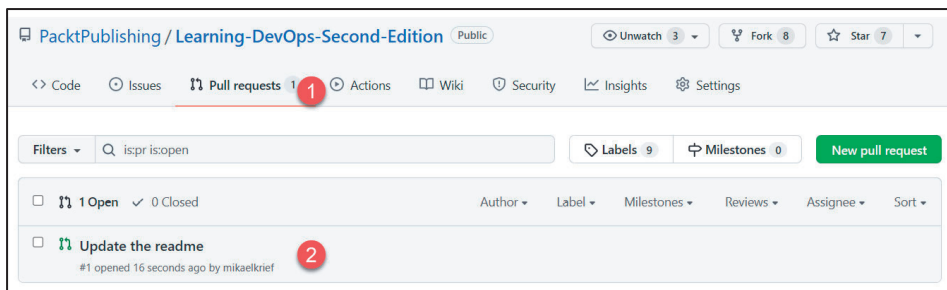 PacktPublishing / Learning-DevOps-Second-Edition Public Unwatch 3 Fork 8 Star 7
Code Issues Pull requests 1 1 Actions Wiki Security Insights Settings
Filters is:pr is:open Labels 9 Milestones 0 New pull request
1 Open 0 Closed Author Label Milestones Reviews Assignee Sort
Update the readme 2
#1 opened 16 seconds ago by mikaelkrief